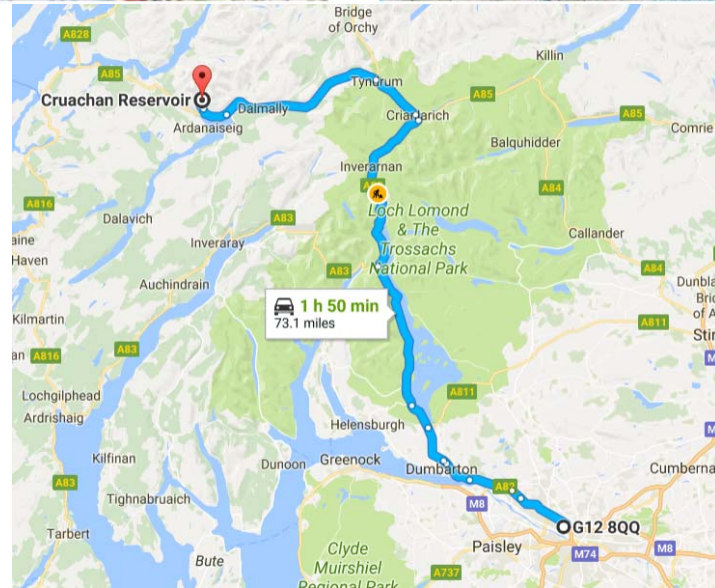 Bridge
of Orchy
A828
A85
Killin
Tyndrum
Cruachan Reservoir
Dalmally
Crianlarich
A85
A85
Ardanaiseig
Comrie
Balquhidder
Inverarnan
A84
A816
Dalavich
A83
Loch Lomond
& The
Trossachs
National Park
Callander
Inveraray
A83
A84
Auchindrain
1 h 50 min
73.1 miles
A811
Kilmartin
A83
A816
Lochgilphead
Ardrishaig
A811
Helensburgh
Kilfinan
Dunoon
Greenock
Dumbarton
A83
A82
M8
Tighnabruaich
G12 8QQ
Tarbert
Paisley
M74
M8
Bute
Clyde
Muirshiel
Regional Park
A737